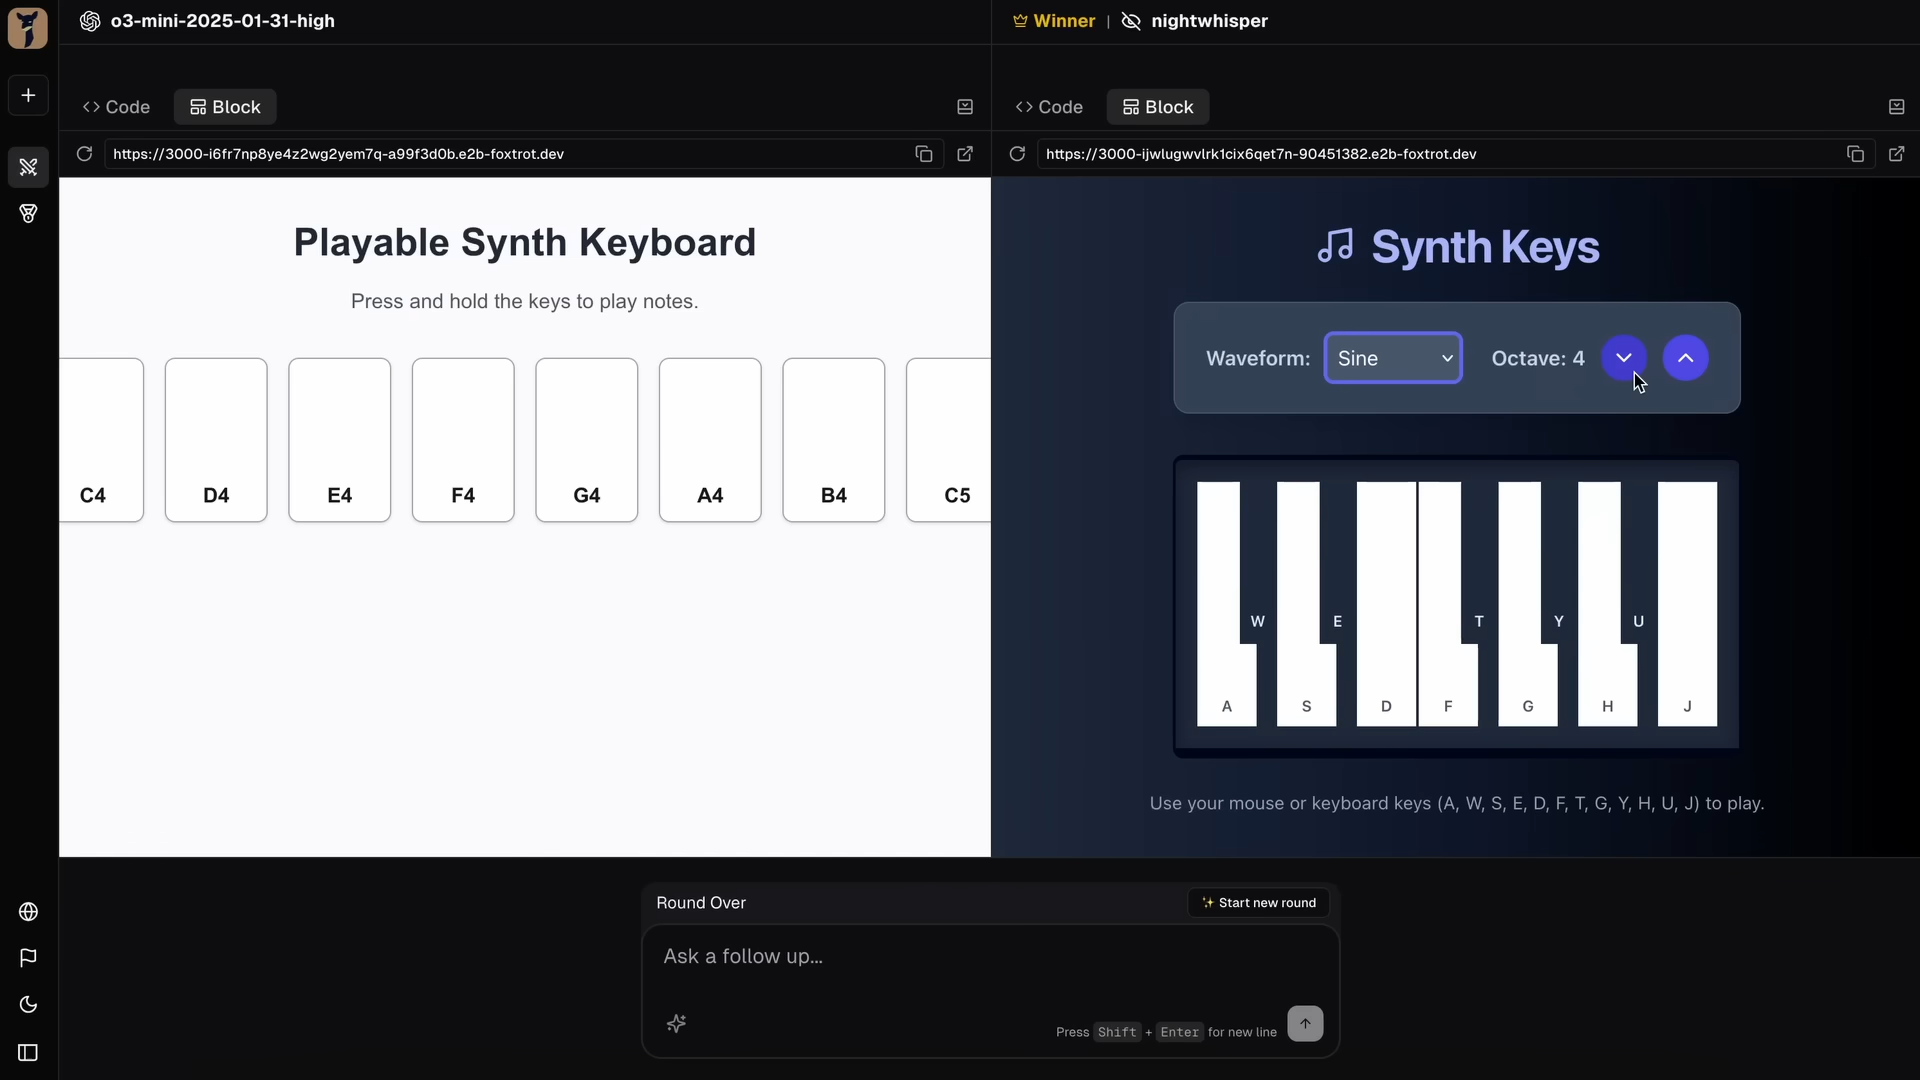 o3-mini-2025-01-31-high
Code
Block
https://3000-i6fr7np8ye4z2wg2yem7q-a99f3d0b.e2b-foxtrot.dev
Playable Synth Keyboard
Press and hold the keys to play notes.
C4 D4 E4 F4 G4 A4 B4 C5
Winner | nightwhisper
Code
Block
https://3000-ijwlugwvlrk1cix6qet7n-90451382.e2b-foxtrot.dev
Synth Keys
Waveform: Sine Octave: 4
W E T Y U
A S D F G H J
Use your mouse or keyboard keys (A, W, S, E, D, F, T, G, Y, H, U, J) to play.
Round Over
Start new round
Ask a follow up...
Press Shift + Enter for new line